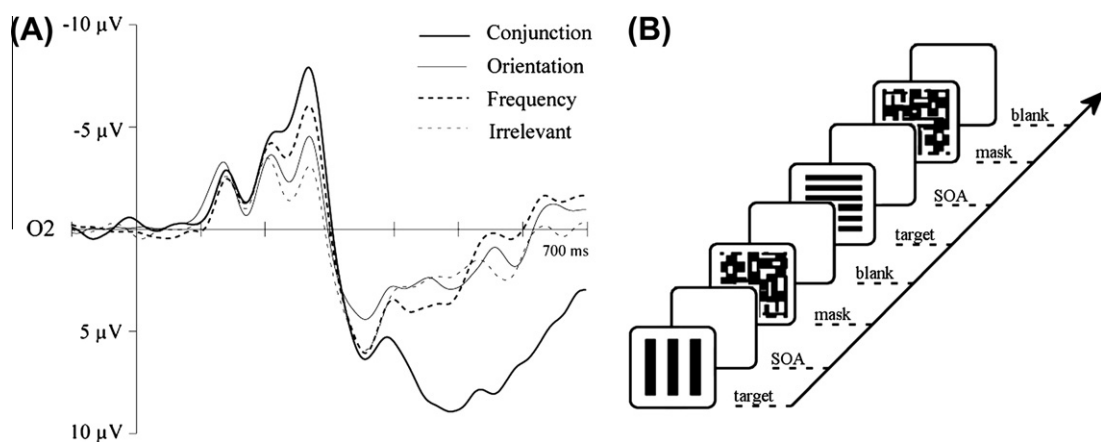 (A)
-10 µV
-5 µV
O2
5 µV
10 µV
Conjunction
Orientation
Frequency
Irrelevant
700 ms
(B)
blank
mask
SOA
target
blank
mask
SOA
target